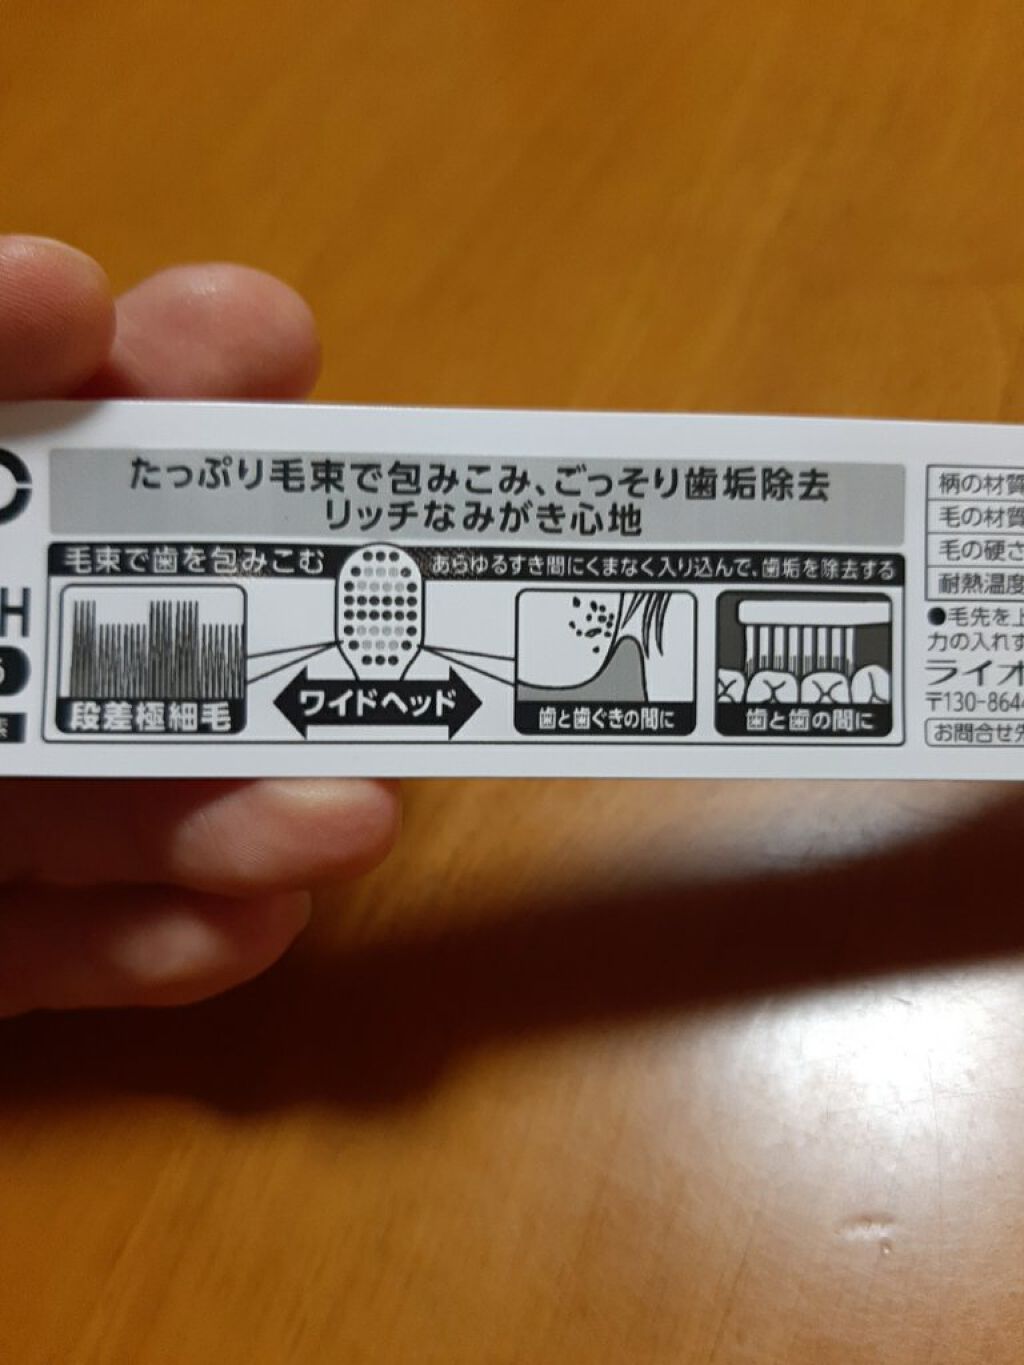 たっぷり毛束で包みこみ、ごっそり歯垢除去
リッチなみがき心地
毛束で歯を包みこむ
あらゆるすき間にくまなく入り込んで、歯垢を除去する
段差極細毛
ワイドヘッド
歯と歯ぐきの間に
歯と歯の間に
H
柄の材質
毛の材質
毛の硬さ
耐熱温度
●毛先を上
力の入れす
ライオ
〒130-864
お問合せ先